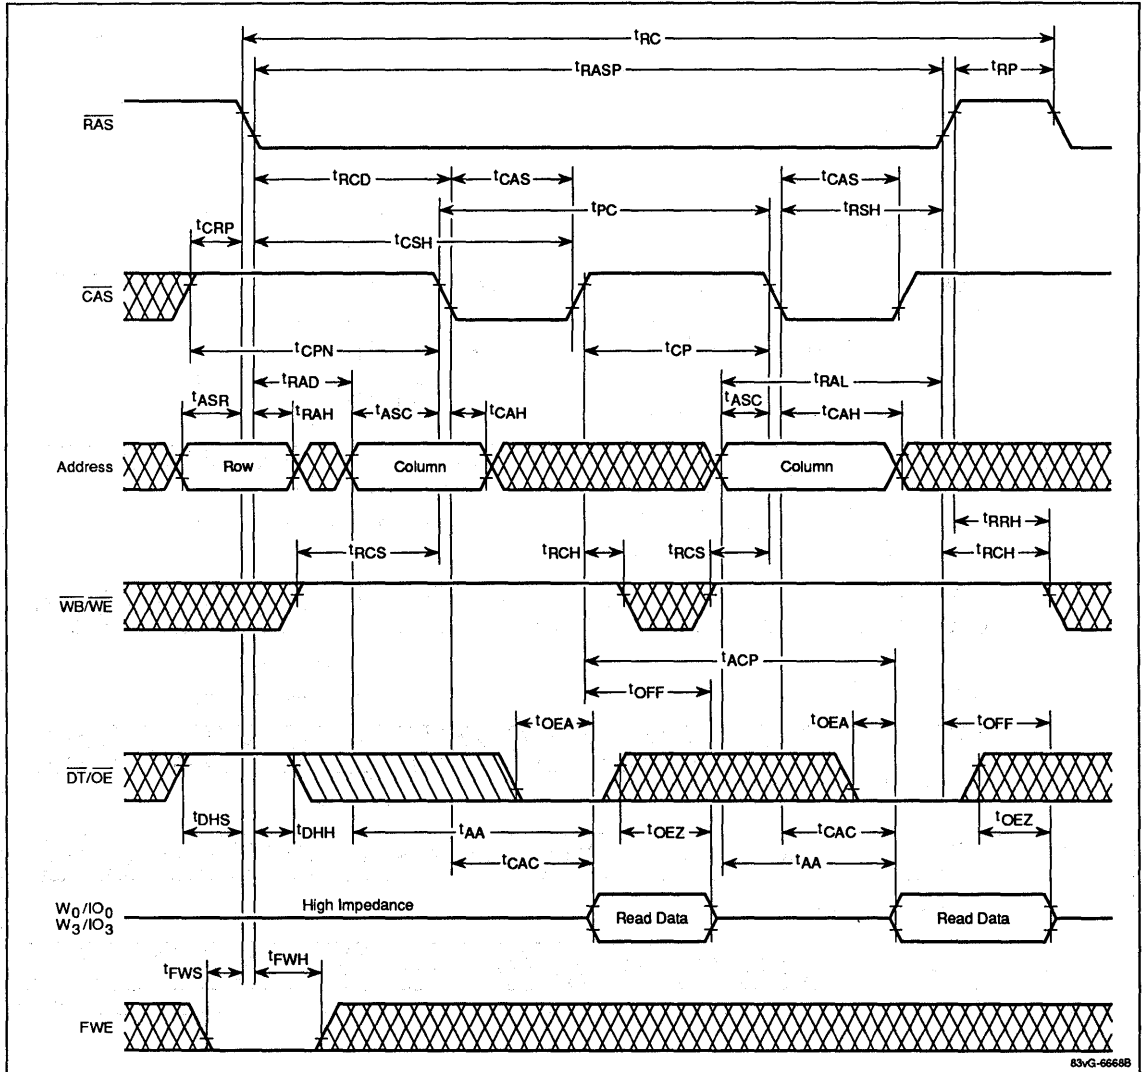 tRC
tRASP
tRP
RAS
tRCD
tCAS
tCAS
tPC
tRSH
tCRP
tCSH
CAS
tCPN
tCP
tRAD
tRAL
tASR
tRAH
tASC
tCAH
tASC
tCAH
Address
Row
Column
Column
tRRH
tRCS
tRCH
tRCS
tRCH
WB/WE
tACP
tOFF
tOEA
tOEA
tOFF
DT/OE
tDHS
tDHH
tAA
tOEZ
tCAC
tOEZ
tCAC
tAA
W0/IO0
W3/IO3
High Impedance
Read Data
Read Data
tFWS
tFWH
FWE
83vG-6668B